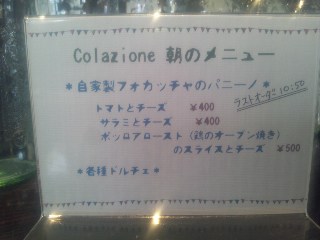 Colazione 朝のメニュー
＊自家製フォカッチャのパニーノ＊
ラストオーダー 10:50
トマトとチーズ ￥400
サラミとチーズ ￥400
ポッロアロースト (鶏のオーブン焼き)
のスライスとチーズ ￥500
＊各種ドルチェ＊